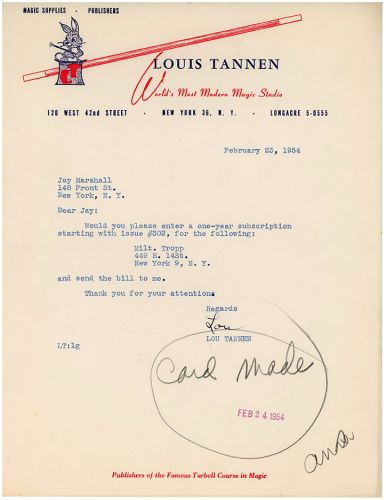 MAGIC SUPPLIES · PUBLISHERS
LT
LOUIS TANNEN
World's Most Modern Magic Studio
120 WEST 42nd STREET · NEW YORK 36, N. Y. · LONGACRE 5-0555
February 23, 1954
Jay Marshall
148 Front St.
New York, N. Y.
Dear Jay:
Would you please enter a one-year subscription
starting with issue #302, for the following:
Milt. Tropp
449 E. 14St.
New York 9, N. Y.
and send the bill to me.
Thank you for your attention.
Regards
Lou
LOU TANNEN
LT:lg
Card Made
FEB 24 1954
anna
Publishers of the Famous Tarbell Course in Magic